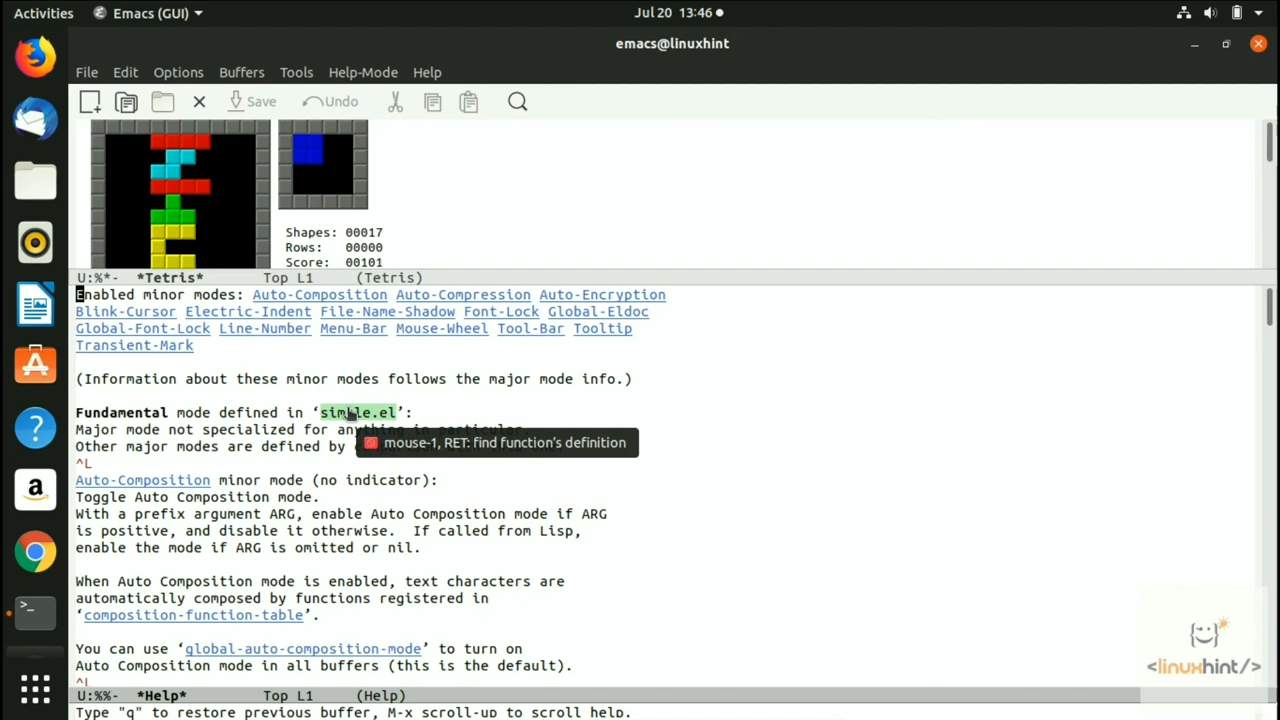 Activities Emacs (GUI) Jul 20 13:46
emacs@linuxhint
File Edit Options Buffers Tools Help-Mode Help
Save Undo
Shapes: 00017
Rows: 00000
Score: 00101
U:%*- *Tetris* Top L1 (Tetris)
Enabled minor modes: Auto-Composition Auto-Compression Auto-Encryption
Blink-Cursor Electric-Indent File-Name-Shadow Font-Lock Global-Eldoc
Global-Font-Lock Line-Number Menu-Bar Mouse-Wheel Tool-Bar Tooltip
Transient-Mark
(Information about these minor modes follows the major mode info.)
Fundamental mode defined in ‘simple.el’:
Major mode not specialized for anything in particular.
Other major modes are defined by
mouse-1, RET: find function's definition
^L
Auto-Composition minor mode (no indicator):
Toggle Auto Composition mode.
With a prefix argument ARG, enable Auto Composition mode if ARG
is positive, and disable it otherwise.  If called from Lisp,
enable the mode if ARG is omitted or nil.
When Auto Composition mode is enabled, text characters are
automatically composed by functions registered in
‘composition-function-table’.
You can use ‘global-auto-composition-mode’ to turn on
Auto Composition mode in all buffers (this is the default).
^L
U:%%- *Help* Top L1 (Help)
Type "q" to restore previous buffer, M-x scroll-up to scroll help.
<linuxhint/>